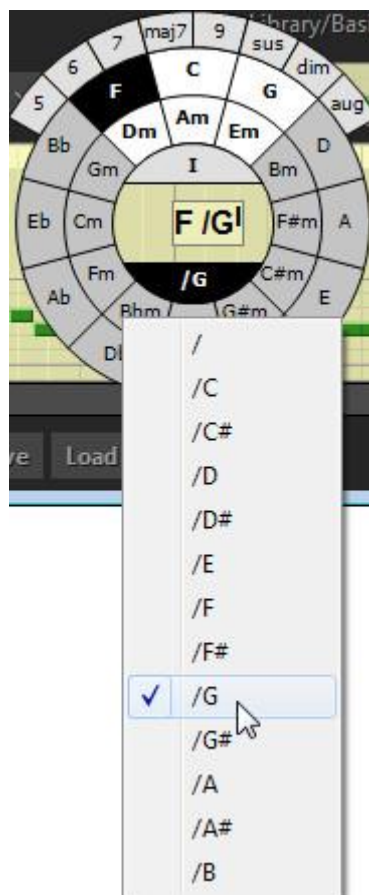 Library/Bas
5
6
7
maj7
9
sus
dim
aug
F
C
G
Dm
Am
Em
Bb
Gm
I
Bm
D
Eb
Cm
F /G I
F#m
A
Ab
Fm
/G
C#m
E
Bbm
G#m
/
/C
/C#
/D
ve
Load
/D#
/E
/F
/F#
/G
/G#
/A
/A#
/B